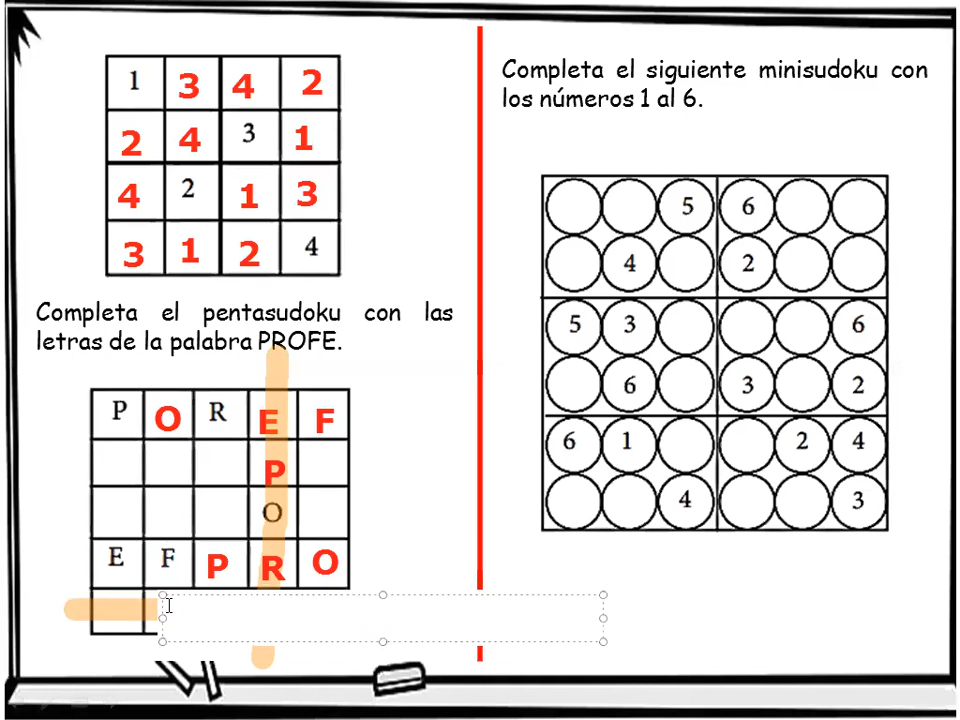 1 3 4 2
2 4 3 1
4 2 1 3
3 1 2 4
Completa el pentasudoku con las
letras de la palabra PROFE.
P O R E F
P
O
E F P R O
Completa el siguiente minisudoku con
los números 1 al 6.
5 6
4 2
5 3 6
6 3 2
6 1 2 4
4 3